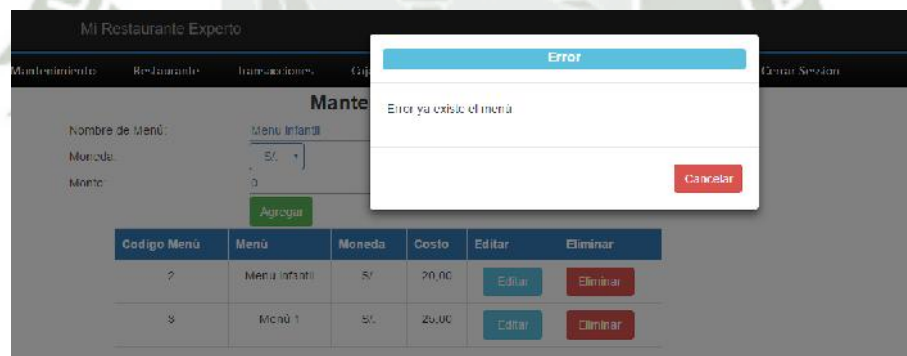 Mi Restaurante Experto
Error
Mantenimiento Restaurante Transacciones Caja Cerrar Session
Error ya existe el menú
Mante
Nombre de Menú: Menu Infantil
Moneda: S/.
Monto: 0
Cancelar
Agregar
Codigo Menú Menú Moneda Costo Editar Eliminar
2 Menu Infantil S/. 20.00 Editar Eliminar
3 Menú 1 S/. 25.00 Editar Eliminar